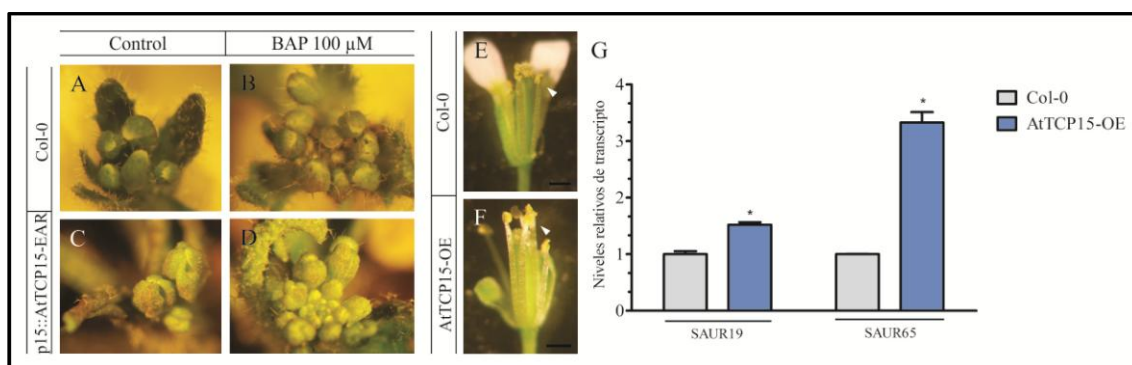 Control
BAP 100 µM
Col-0
p15::AtTCP15-EAR
A
B
C
D
Col-0
AtTCP15-OE
E
F
G
Niveles relativos de transcripto
4
3
2
1
0
*
*
SAUR19
SAUR65
Col-0
AtTCP15-OE